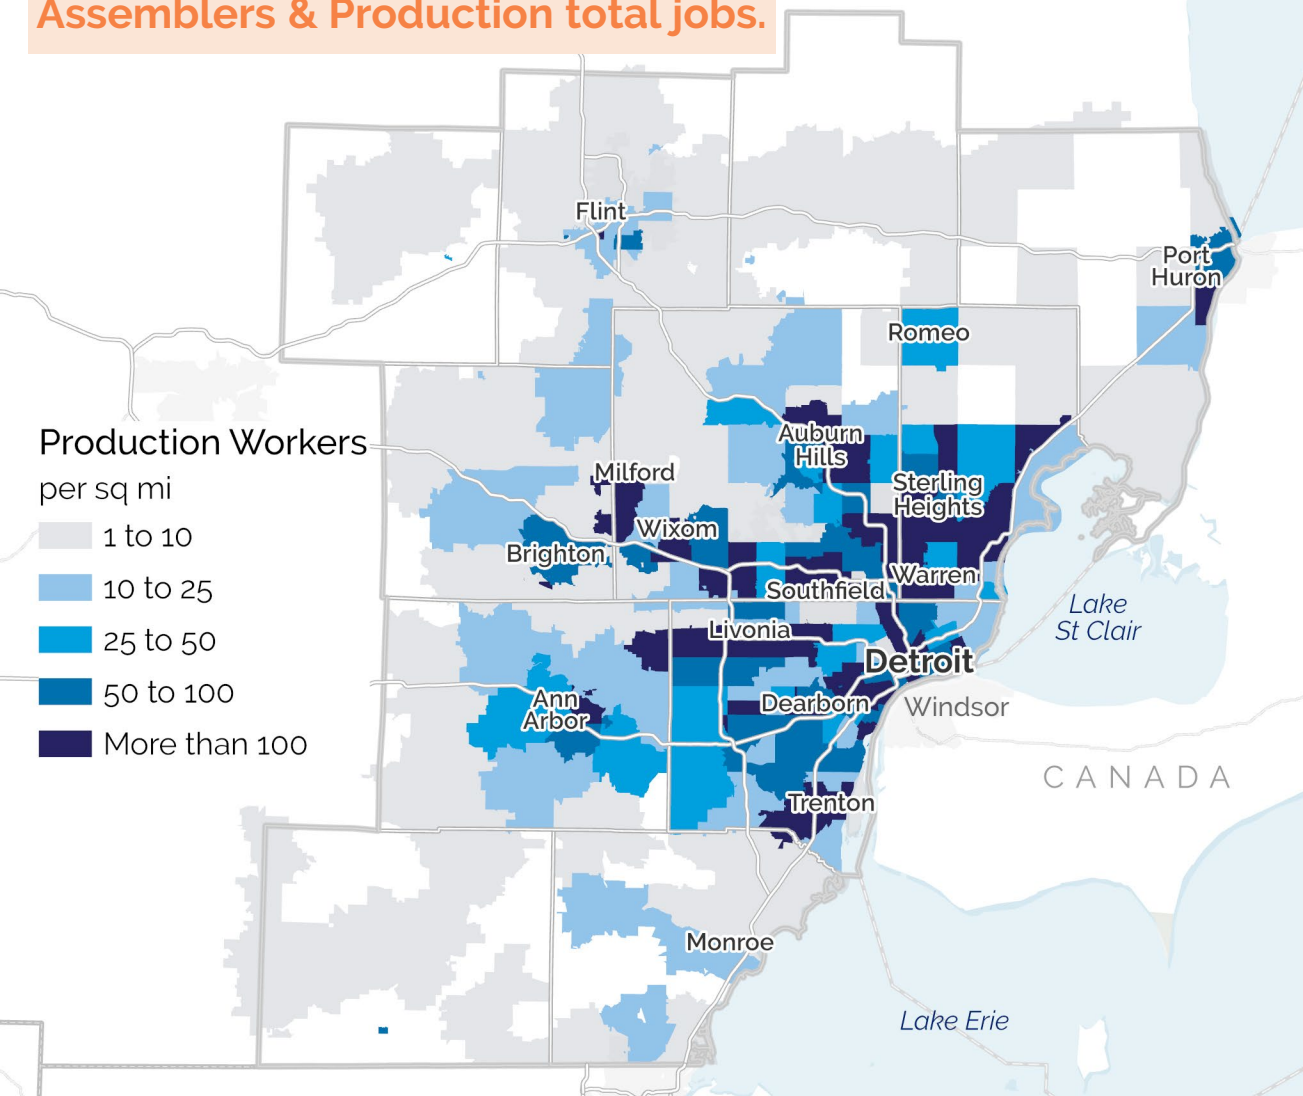 Assemblers & Production total jobs.
Flint
Port
Huron
Romeo
Production Workers
per sq mi
1 to 10
10 to 25
25 to 50
50 to 100
More than 100
Auburn
Hills
Milford
Sterling
Heights
Wixom
Brighton
Southfield
Warren
Lake
St Clair
Livonia
Detroit
Ann
Arbor
Dearborn
Windsor
CANADA
Trenton
Monroe
Lake Erie